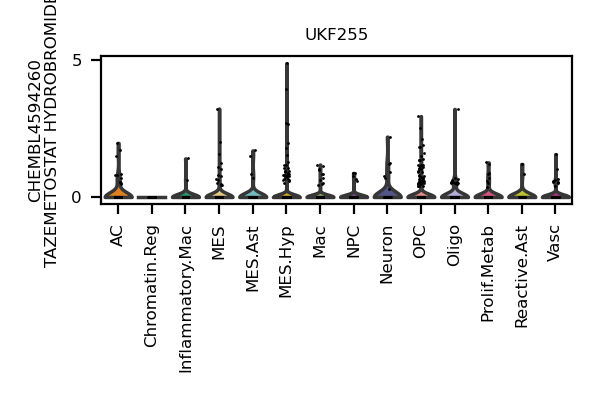 UKF255
CHEMBL4594260
TAZEMETOSTAT HYDROBROMIDE
5
0
AC
Chromatin.Reg
Inflammatory.Mac
MES
MES.Ast
MES.Hyp
Mac
NPC
Neuron
OPC
Oligo
Prolif.Metab
Reactive.Ast
Vasc